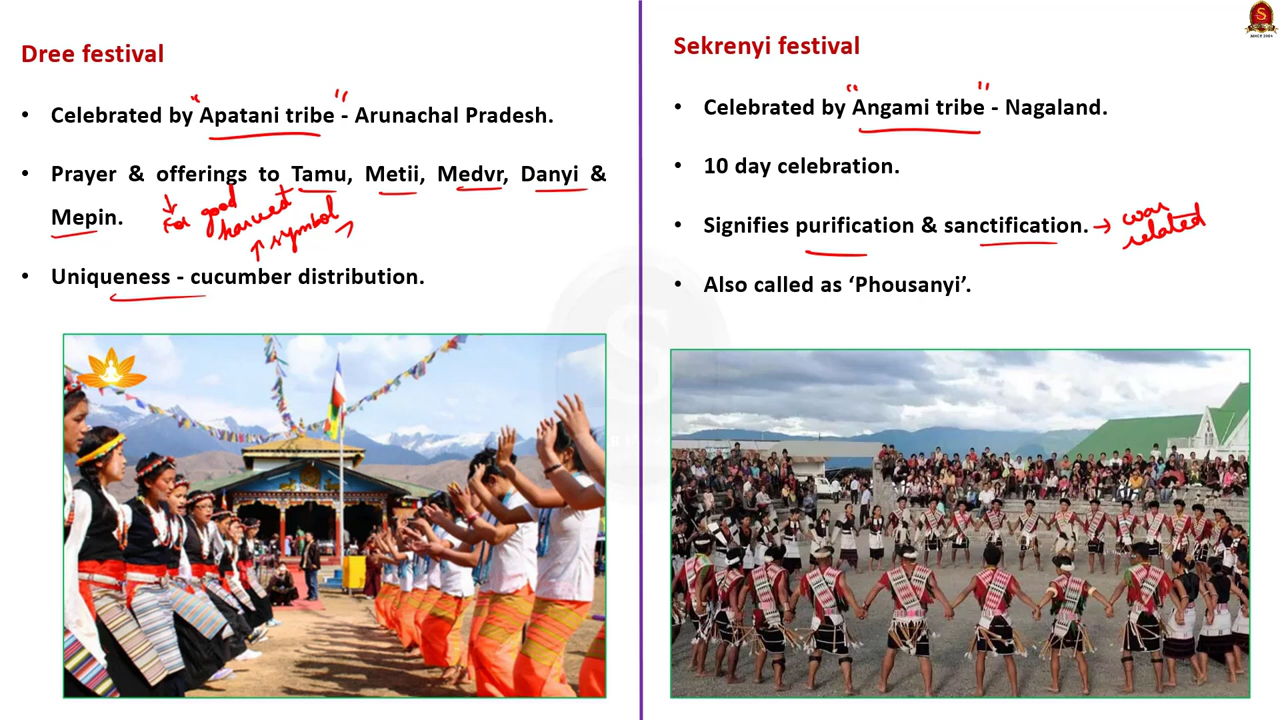 Dree festival
• Celebrated by "Apatani tribe" - Arunachal Pradesh.
• Prayer & offerings to Tamu, Metii, Medvr, Danyi &
Mepin.
For good
harvest
symbol
• Uniqueness - cucumber distribution.
Sekrenyi festival
• Celebrated by "Angami tribe" - Nagaland.
• 10 day celebration.
• Signifies purification & sanctification. → war
related
• Also called as ‘Phousanyi’.
S
SINCE 2004